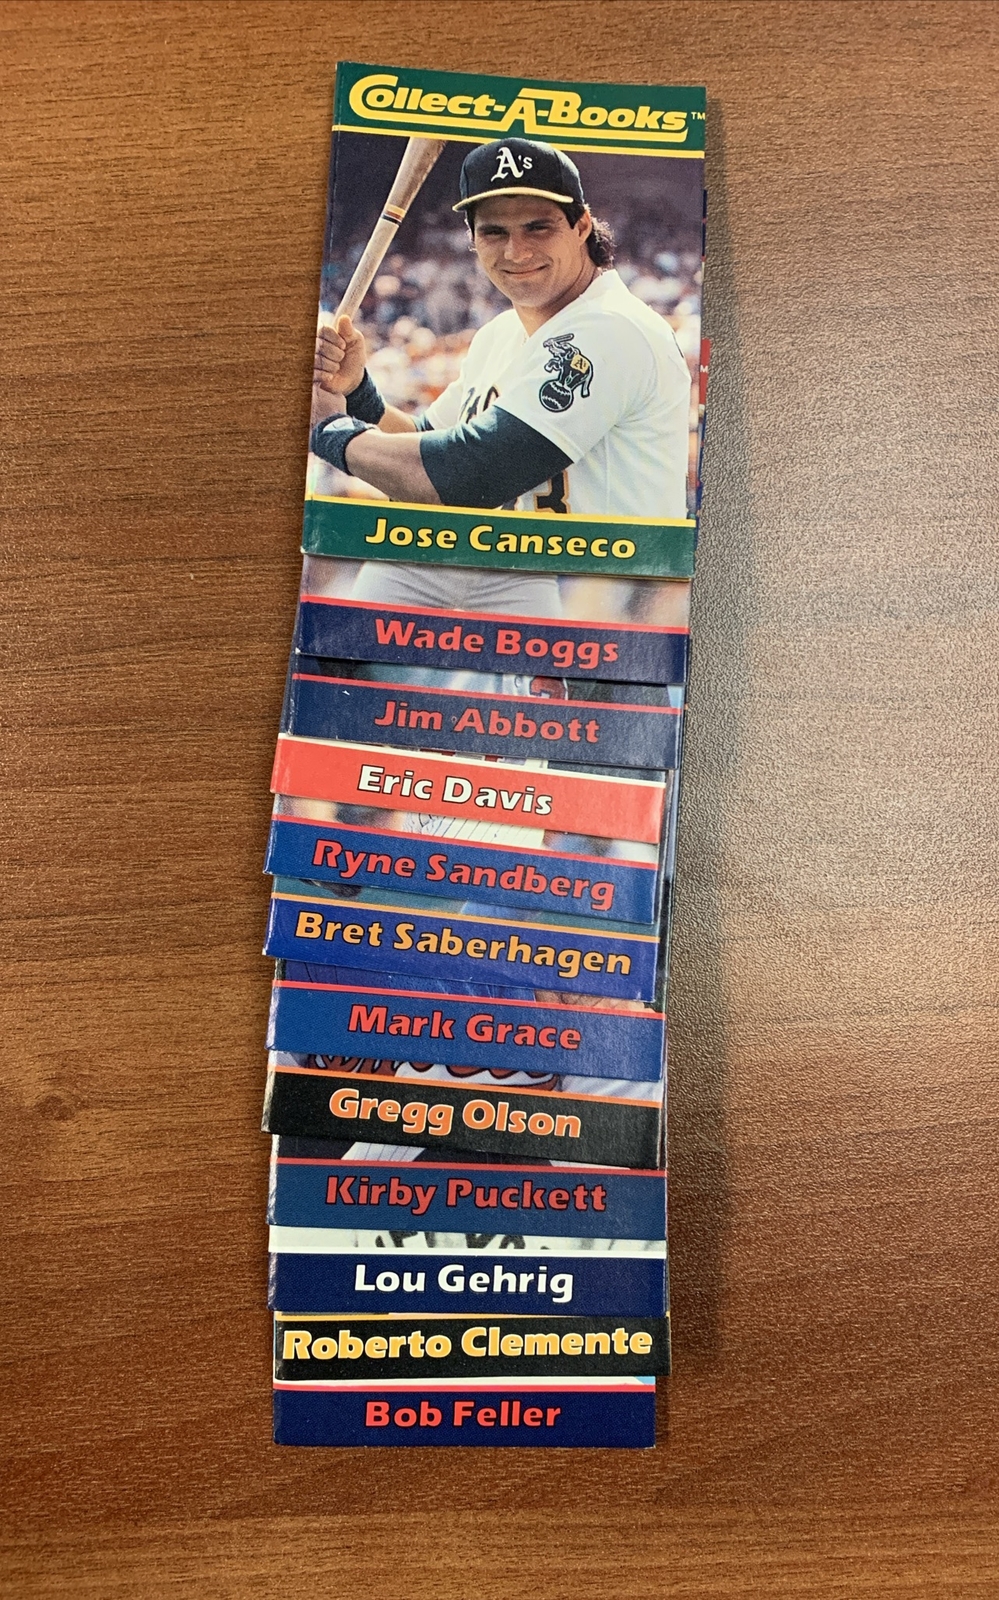 Collect-A-Books™
A's
Jose Canseco
Wade Boggs
Jim Abbott
Eric Davis
Ryne Sandberg
Bret Saberhagen
Mark Grace
Gregg Olson
Kirby Puckett
Lou Gehrig
Roberto Clemente
Bob Feller